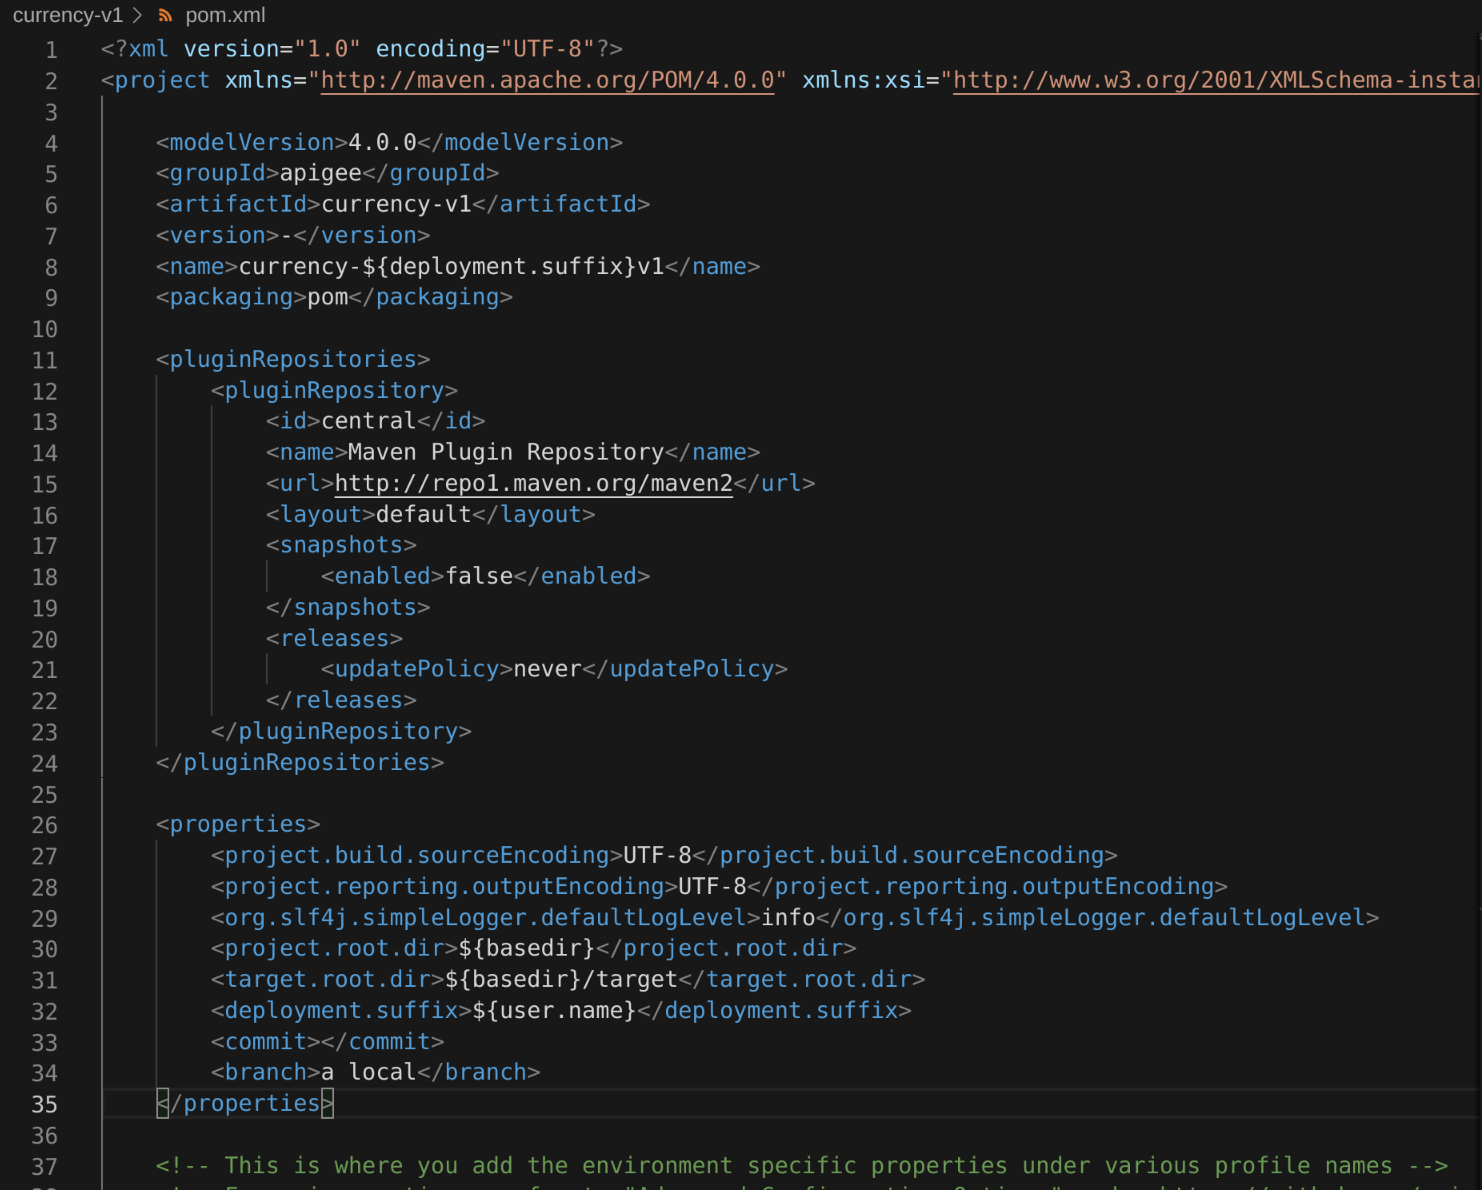 currency-v1 > pom.xml
1 <?xml version="1.0" encoding="UTF-8"?>
2 <project xmlns="http://maven.apache.org/POM/4.0.0" xmlns:xsi="http://www.w3.org/2001/XMLSchema-insta
3
4 <modelVersion>4.0.0</modelVersion>
5 <groupId>apigee</groupId>
6 <artifactId>currency-v1</artifactId>
7 <version>-</version>
8 <name>currency-${deployment.suffix}v1</name>
9 <packaging>pom</packaging>
10
11 <pluginRepositories>
12 <pluginRepository>
13 <id>central</id>
14 <name>Maven Plugin Repository</name>
15 <url>http://repo1.maven.org/maven2</url>
16 <layout>default</layout>
17 <snapshots>
18 <enabled>false</enabled>
19 </snapshots>
20 <releases>
21 <updatePolicy>never</updatePolicy>
22 </releases>
23 </pluginRepository>
24 </pluginRepositories>
25
26 <properties>
27 <project.build.sourceEncoding>UTF-8</project.build.sourceEncoding>
28 <project.reporting.outputEncoding>UTF-8</project.reporting.outputEncoding>
29 <org.slf4j.simpleLogger.defaultLogLevel>info</org.slf4j.simpleLogger.defaultLogLevel>
30 <project.root.dir>${basedir}</project.root.dir>
31 <target.root.dir>${basedir}/target</target.root.dir>
32 <deployment.suffix>${user.name}</deployment.suffix>
33 <commit></commit>
34 <branch>a local</branch>
35 </properties>
36
37 <!-- This is where you add the environment specific properties under various profile names -->